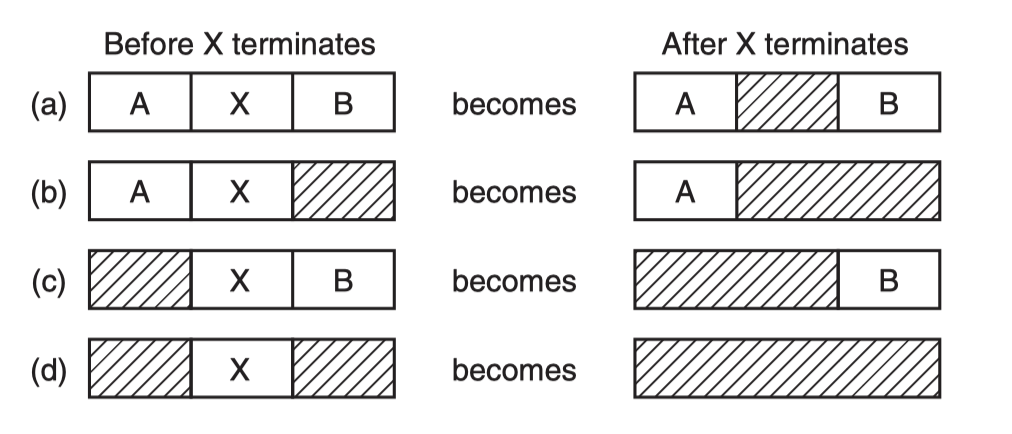 Before X terminates After X terminates
(a) A X B becomes A B
(b) A X becomes A
(c) X B becomes B
(d) X becomes